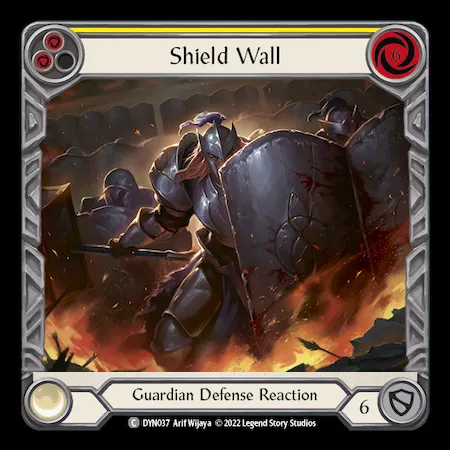 Shield Wall
Guardian Defense Reaction
6
C DYN037 Arif Wijaya © 2022 Legend Story Studios